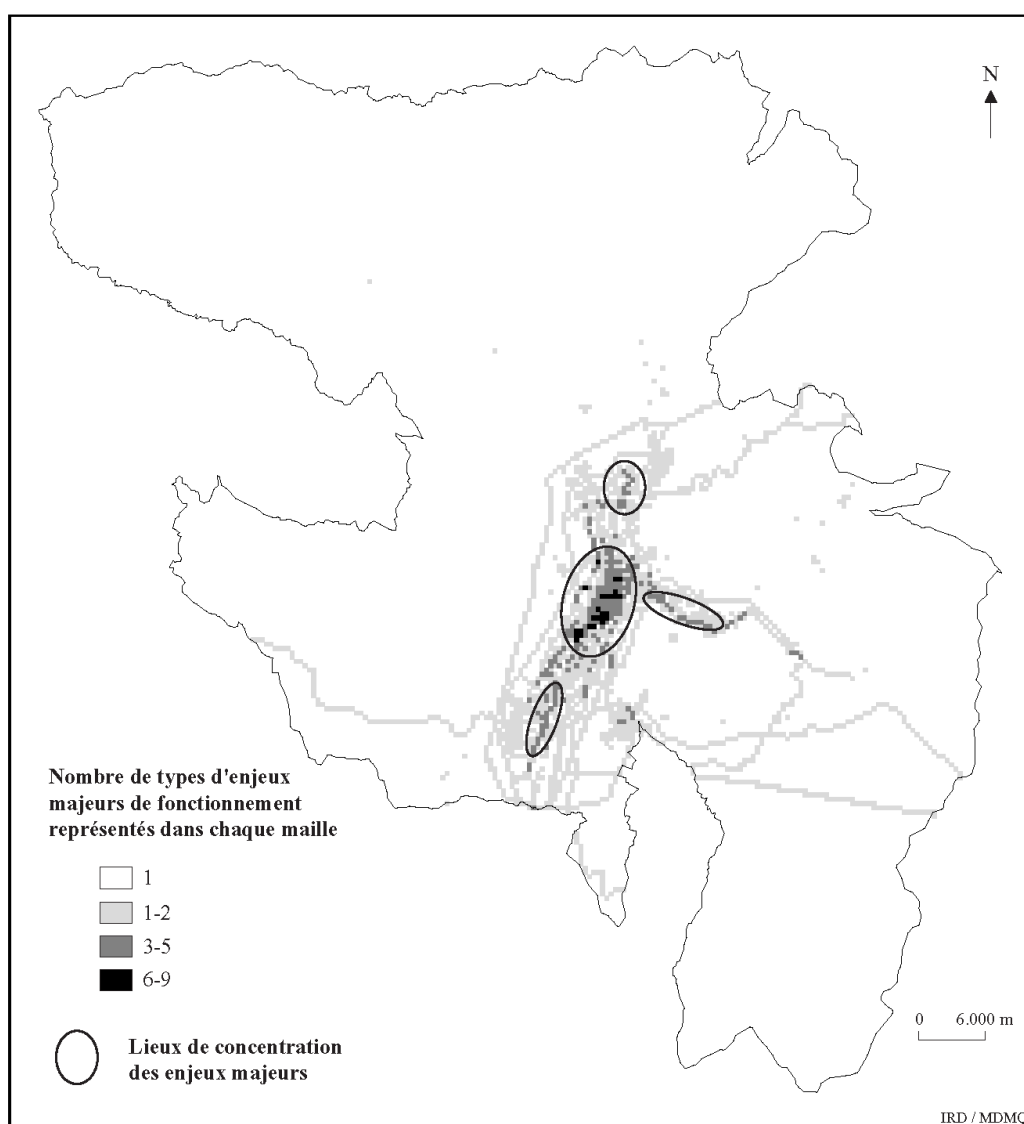 N
Nombre de types d'enjeux
majeurs de fonctionnement
représentés dans chaque maille
1
1-2
3-5
6-9
Lieux de concentration
des enjeux majeurs
0 6.000 m
IRD / MDMQ